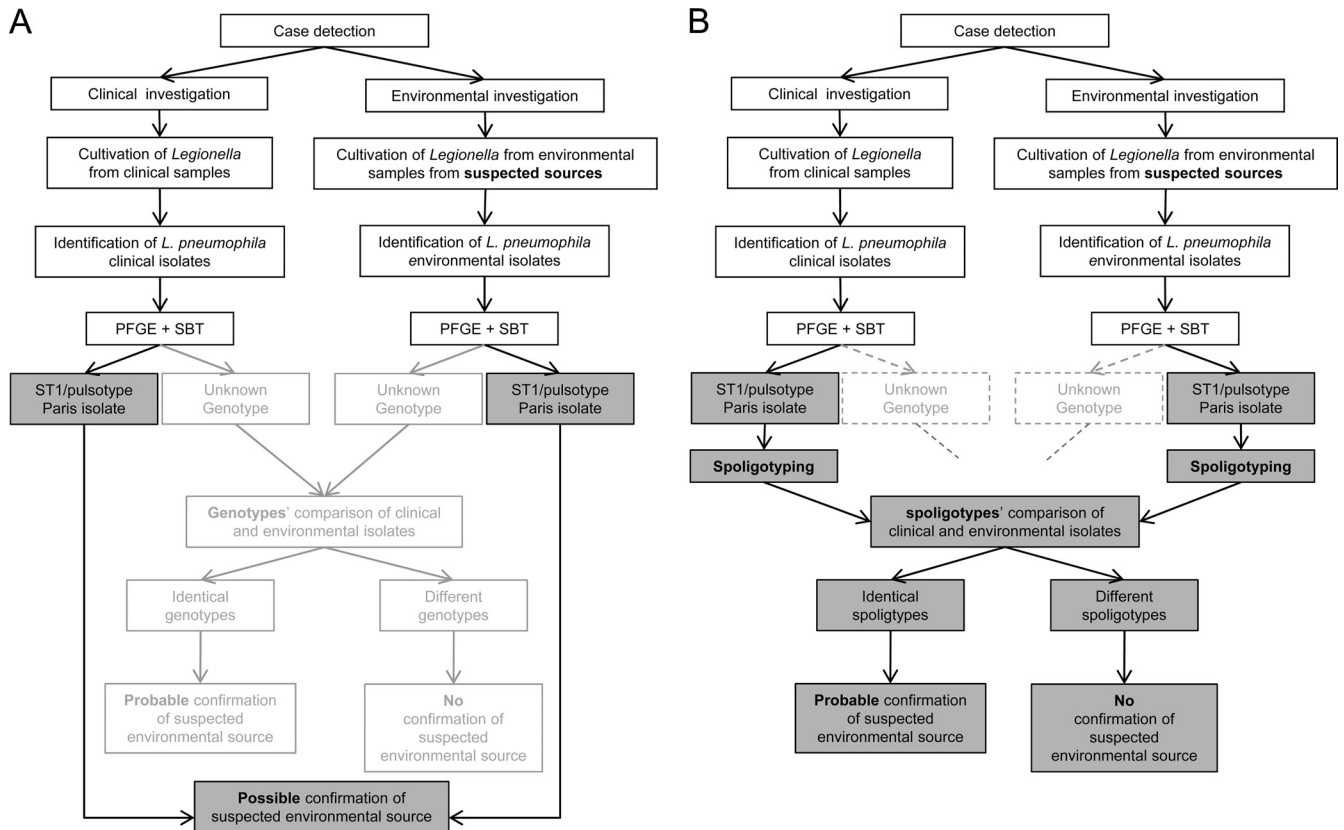 A
Case detection
Clinical investigation
Environmental investigation
Cultivation of Legionella
from clinical samples
Cultivation of Legionella from environmental
samples from suspected sources
Identification of L. pneumophila
clinical isolates
Identification of L. pneumophila
environmental isolates
PFGE + SBT
PFGE + SBT
ST1/pulsotype
Paris isolate
Unknown
Genotype
Unknown
Genotype
ST1/pulsotype
Paris isolate
Genotypes' comparison of clinical
and environmental isolates
Identical
genotypes
Different
genotypes
Probable confirmation
of suspected
environmental source
No
confirmation of
suspected
environmental source
Possible confirmation of
suspected environmental source
B
Case detection
Clinical investigation
Environmental investigation
Cultivation of Legionella
from clinical samples
Cultivation of Legionella from environmental
samples from suspected sources
Identification of L. pneumophila
clinical isolates
Identification of L. pneumophila
environmental isolates
PFGE + SBT
PFGE + SBT
ST1/pulsotype
Paris isolate
Unknown
Genotype
Unknown
Genotype
ST1/pulsotype
Paris isolate
Spoligotyping
Spoligotyping
spoligotypes' comparison of
clinical and environmental isolates
Identical
spoligtypes
Different
spoligotypes
Probable confirmation
of suspected
environmental source
No
confirmation of
suspected
environmental source